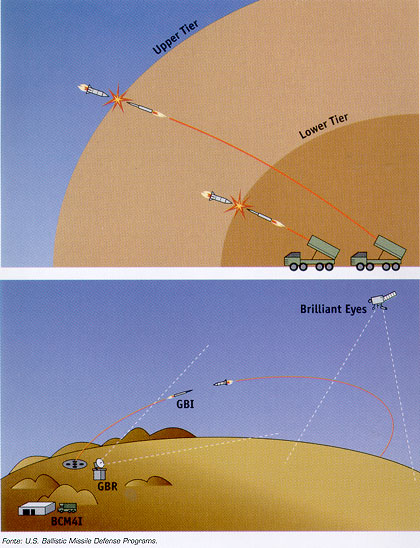 Upper Tier
Lower Tier
Brilliant Eyes
GBI
GBR
BCM4I
Fonte: U.S. Ballistic Missile Defense Programs.